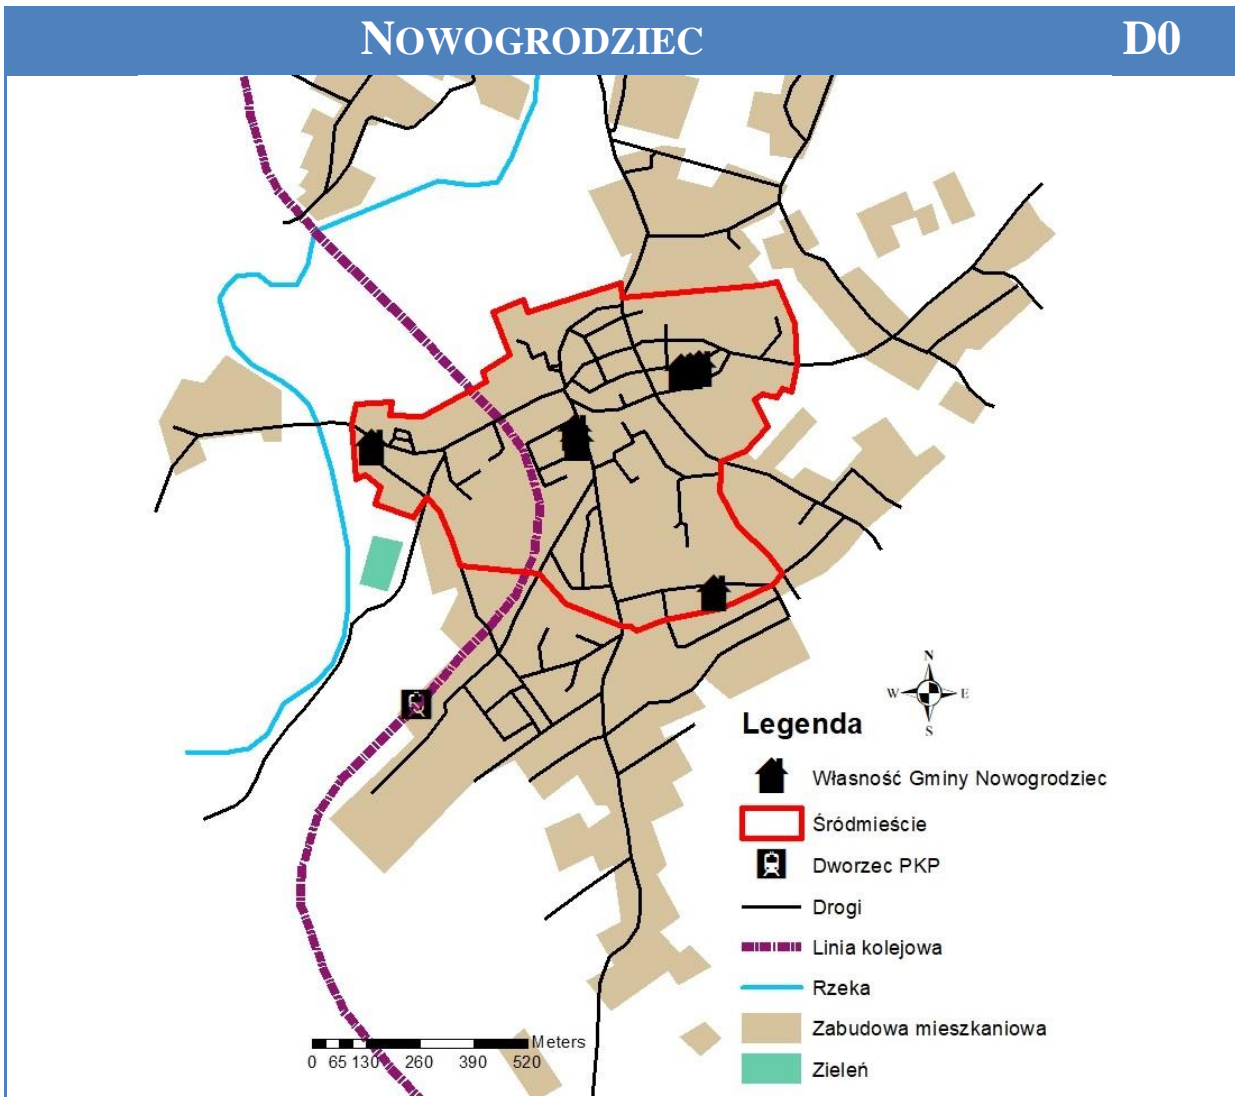 NOWOGRODZIEC D0
N
W E
S
Legenda
Własność Gminy Nowogrodziec
Śródmieście
Dworzec PKP
Drogi
Linia kolejowa
Rzeka
Zabudowa mieszkaniowa
Zieleń
Meters
0 65 130 260 390 520